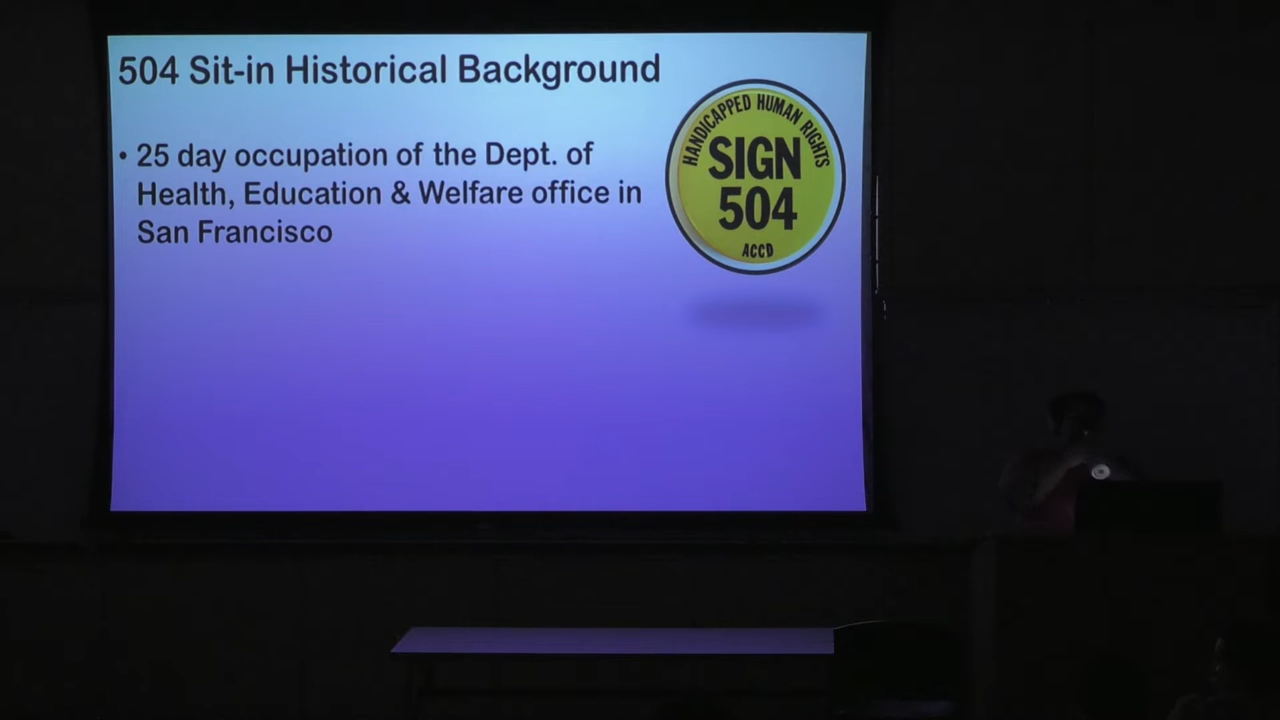 504 Sit-in Historical Background
• 25 day occupation of the Dept. of
Health, Education & Welfare office in
San Francisco
HANDICAPPED HUMAN RIGHTS
SIGN
504
ACCD